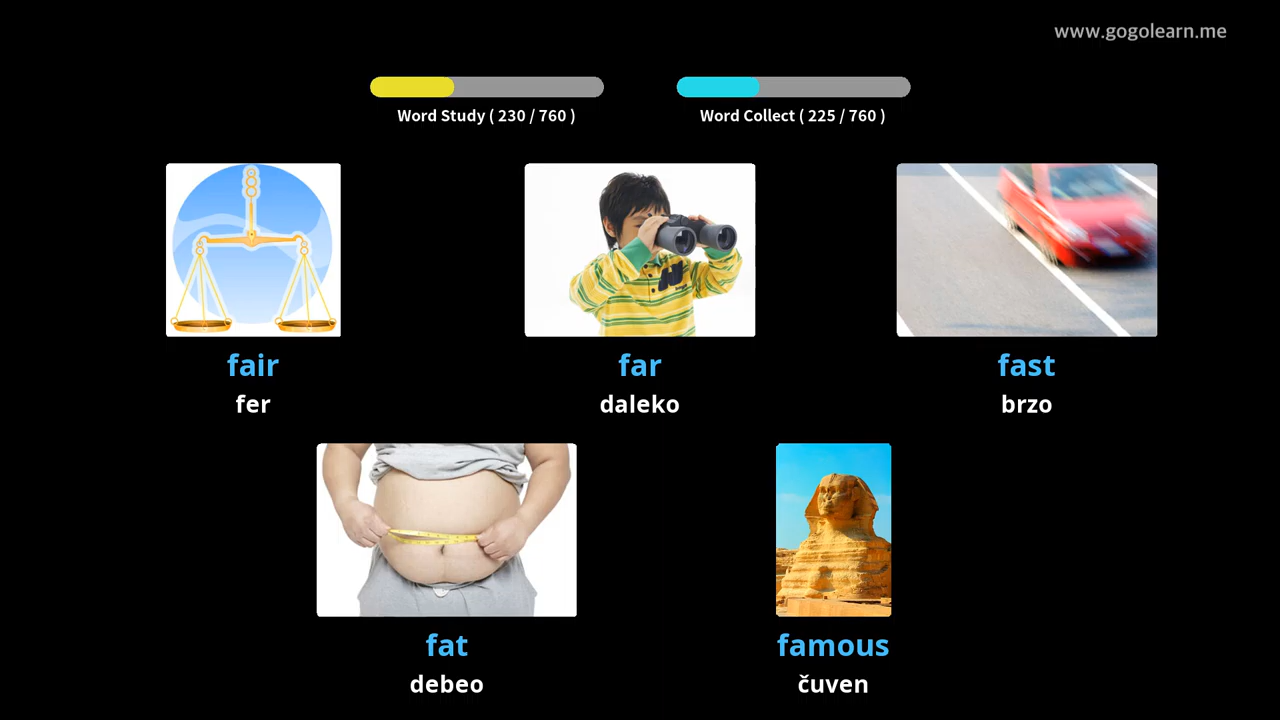 www.gogolearn.me
Word Study ( 230 / 760 )
Word Collect ( 225 / 760 )
fair
fer
far
daleko
fast
brzo
fat
debeo
famous
čuven